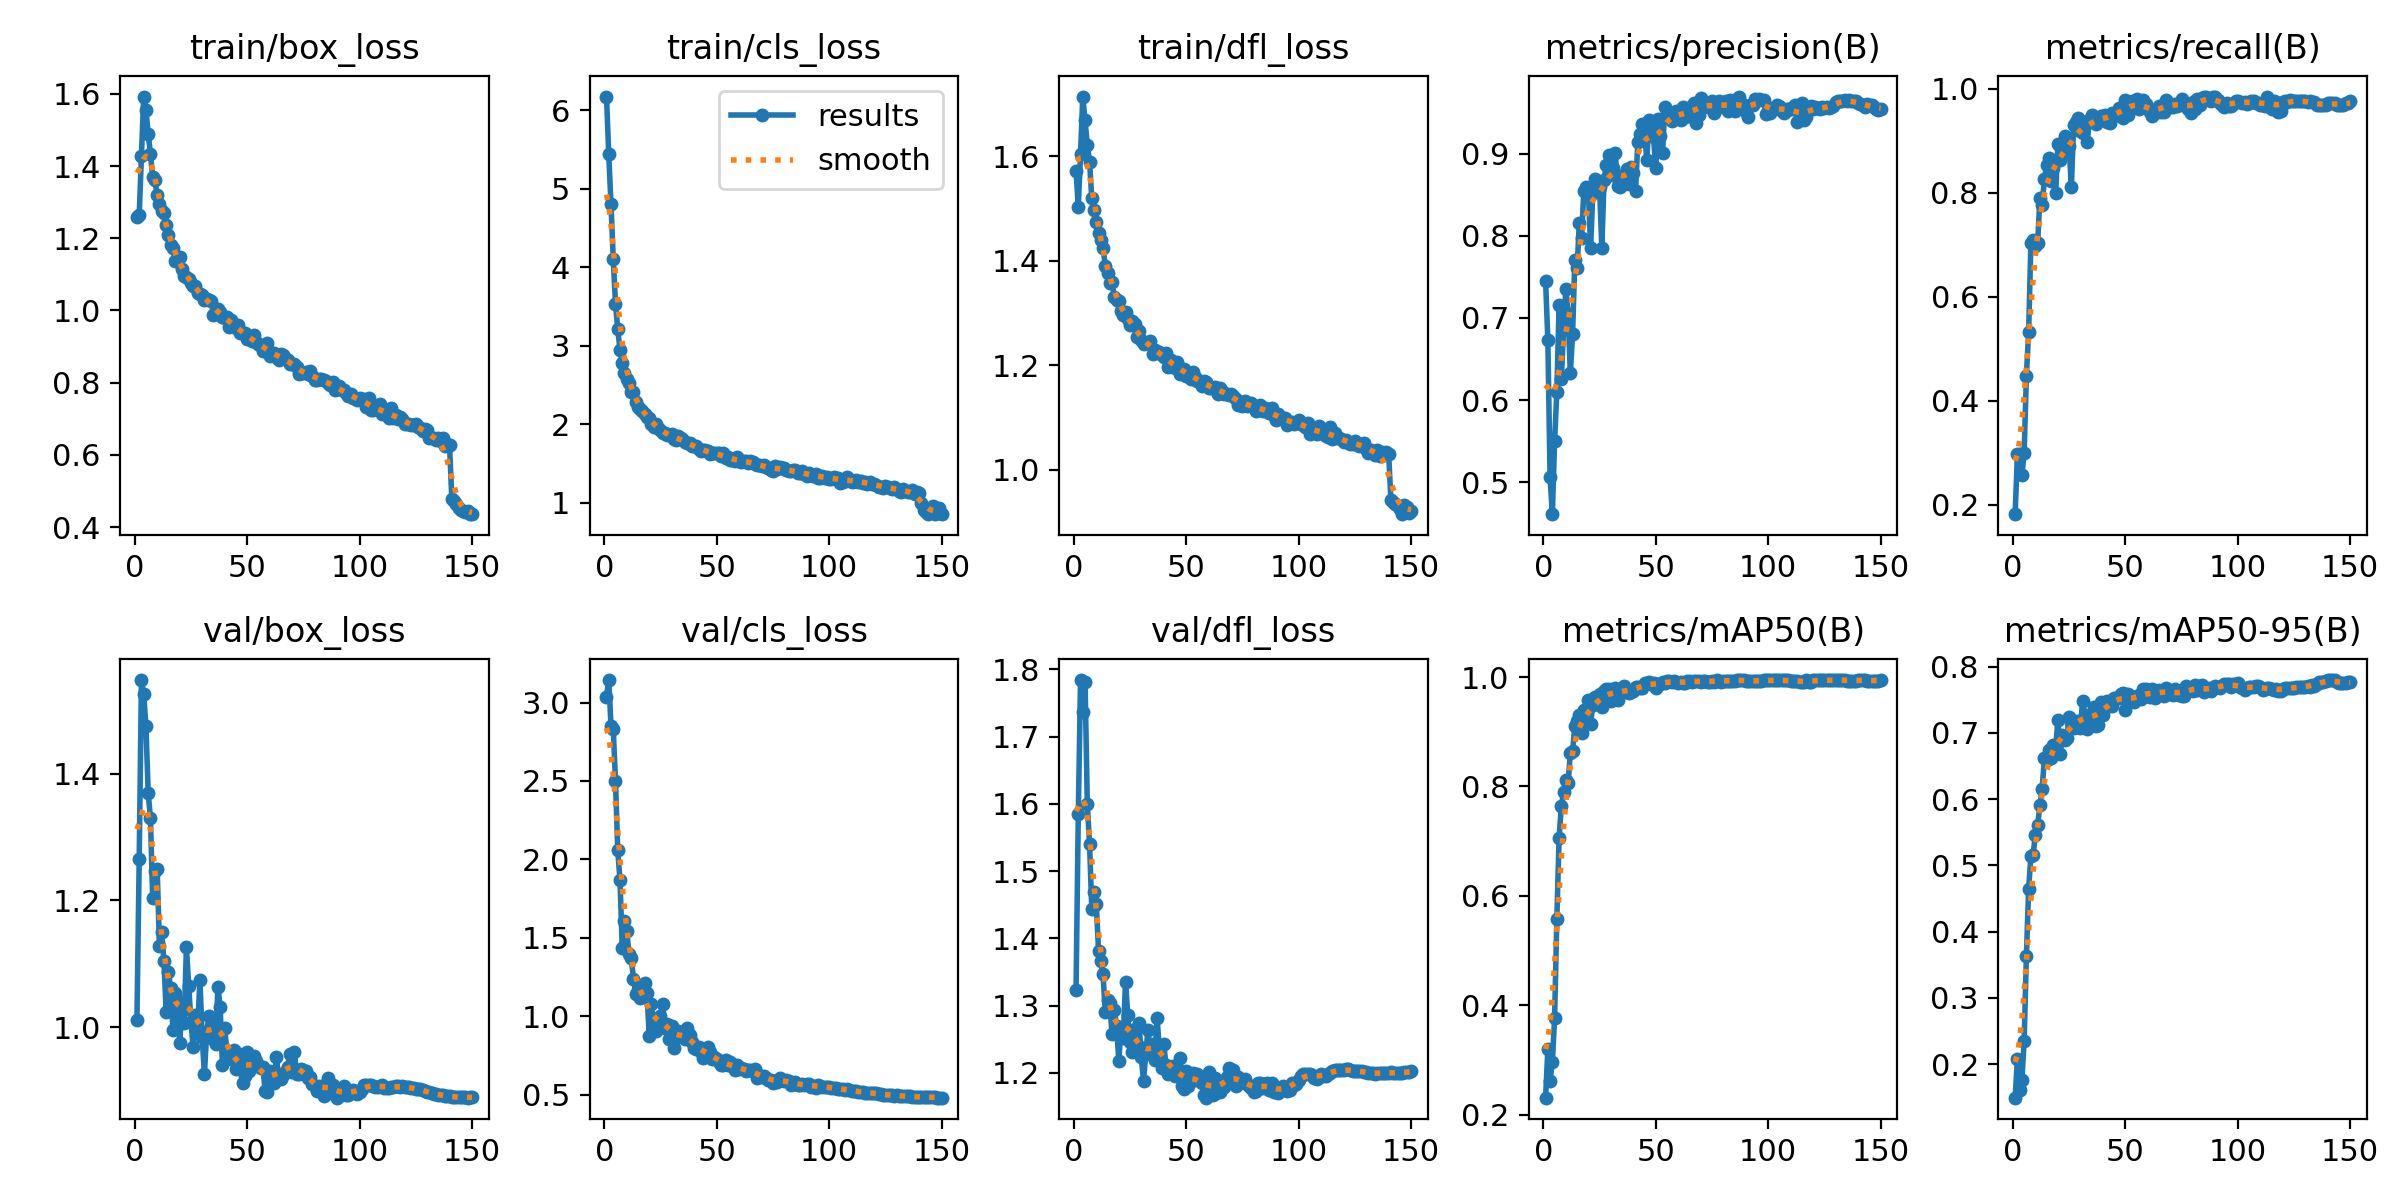 train/box_loss
1.6
1.4
1.2
1.0
0.8
0.6
0.4
0 50 100 150
train/cls_loss
results
smooth
6
5
4
3
2
1
0 50 100 150
train/dfl_loss
1.6
1.4
1.2
1.0
0 50 100 150
metrics/precision(B)
0.9
0.8
0.7
0.6
0.5
0 50 100 150
metrics/recall(B)
1.0
0.8
0.6
0.4
0.2
0 50 100 150
val/box_loss
1.4
1.2
1.0
0 50 100 150
val/cls_loss
3.0
2.5
2.0
1.5
1.0
0.5
0 50 100 150
val/dfl_loss
1.8
1.7
1.6
1.5
1.4
1.3
1.2
0 50 100 150
metrics/mAP50(B)
1.0
0.8
0.6
0.4
0.2
0 50 100 150
metrics/mAP50-95(B)
0.8
0.7
0.6
0.5
0.4
0.3
0.2
0 50 100 150